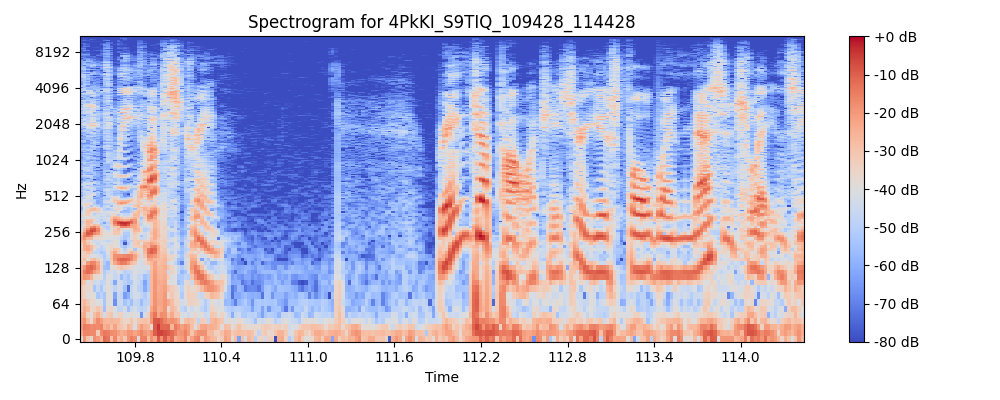 Spectrogram for 4PkKI_S9TIQ_109428_114428
8192
4096
2048
1024
512
256
128
64
0
Hz
109.8 110.4 111.0 111.6 112.2 112.8 113.4 114.0
Time
+0 dB
-10 dB
-20 dB
-30 dB
-40 dB
-50 dB
-60 dB
-70 dB
-80 dB